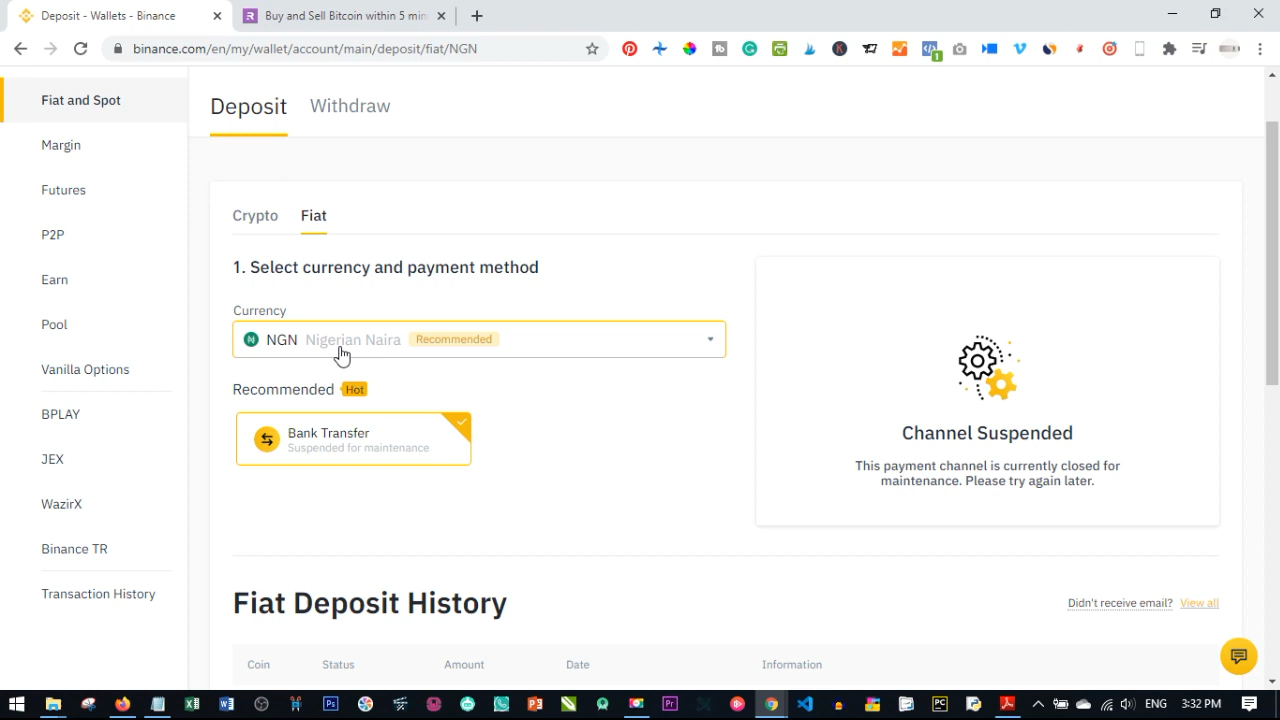 Deposit - Wallets - Binance
Buy and Sell Bitcoin within 5 min
binance.com/en/my/wallet/account/main/deposit/fiat/NGN
Fiat and Spot
Margin
Futures
P2P
Earn
Pool
Vanilla Options
BPLAY
JEX
WazirX
Binance TR
Transaction History
Deposit
Withdraw
Crypto
Fiat
1. Select currency and payment method
Currency
NGN Nigerian Naira Recommended
Recommended Hot
Bank Transfer
Suspended for maintenance
Channel Suspended
This payment channel is currently closed for
maintenance. Please try again later.
Fiat Deposit History
Didn't receive email? View all
Coin Status Amount Date Information
ENG 3:32 PM